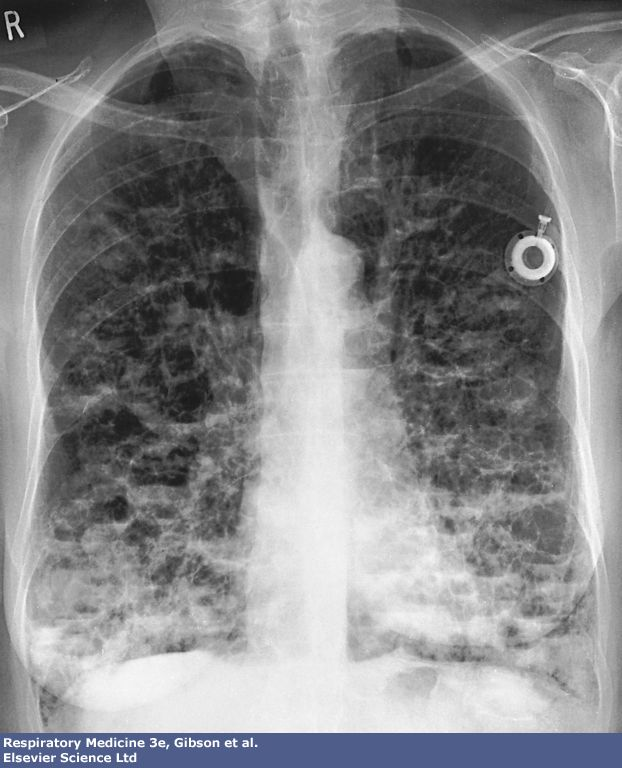 R
Respiratory Medicine 3e, Gibson et al.
Elsevier Science Ltd